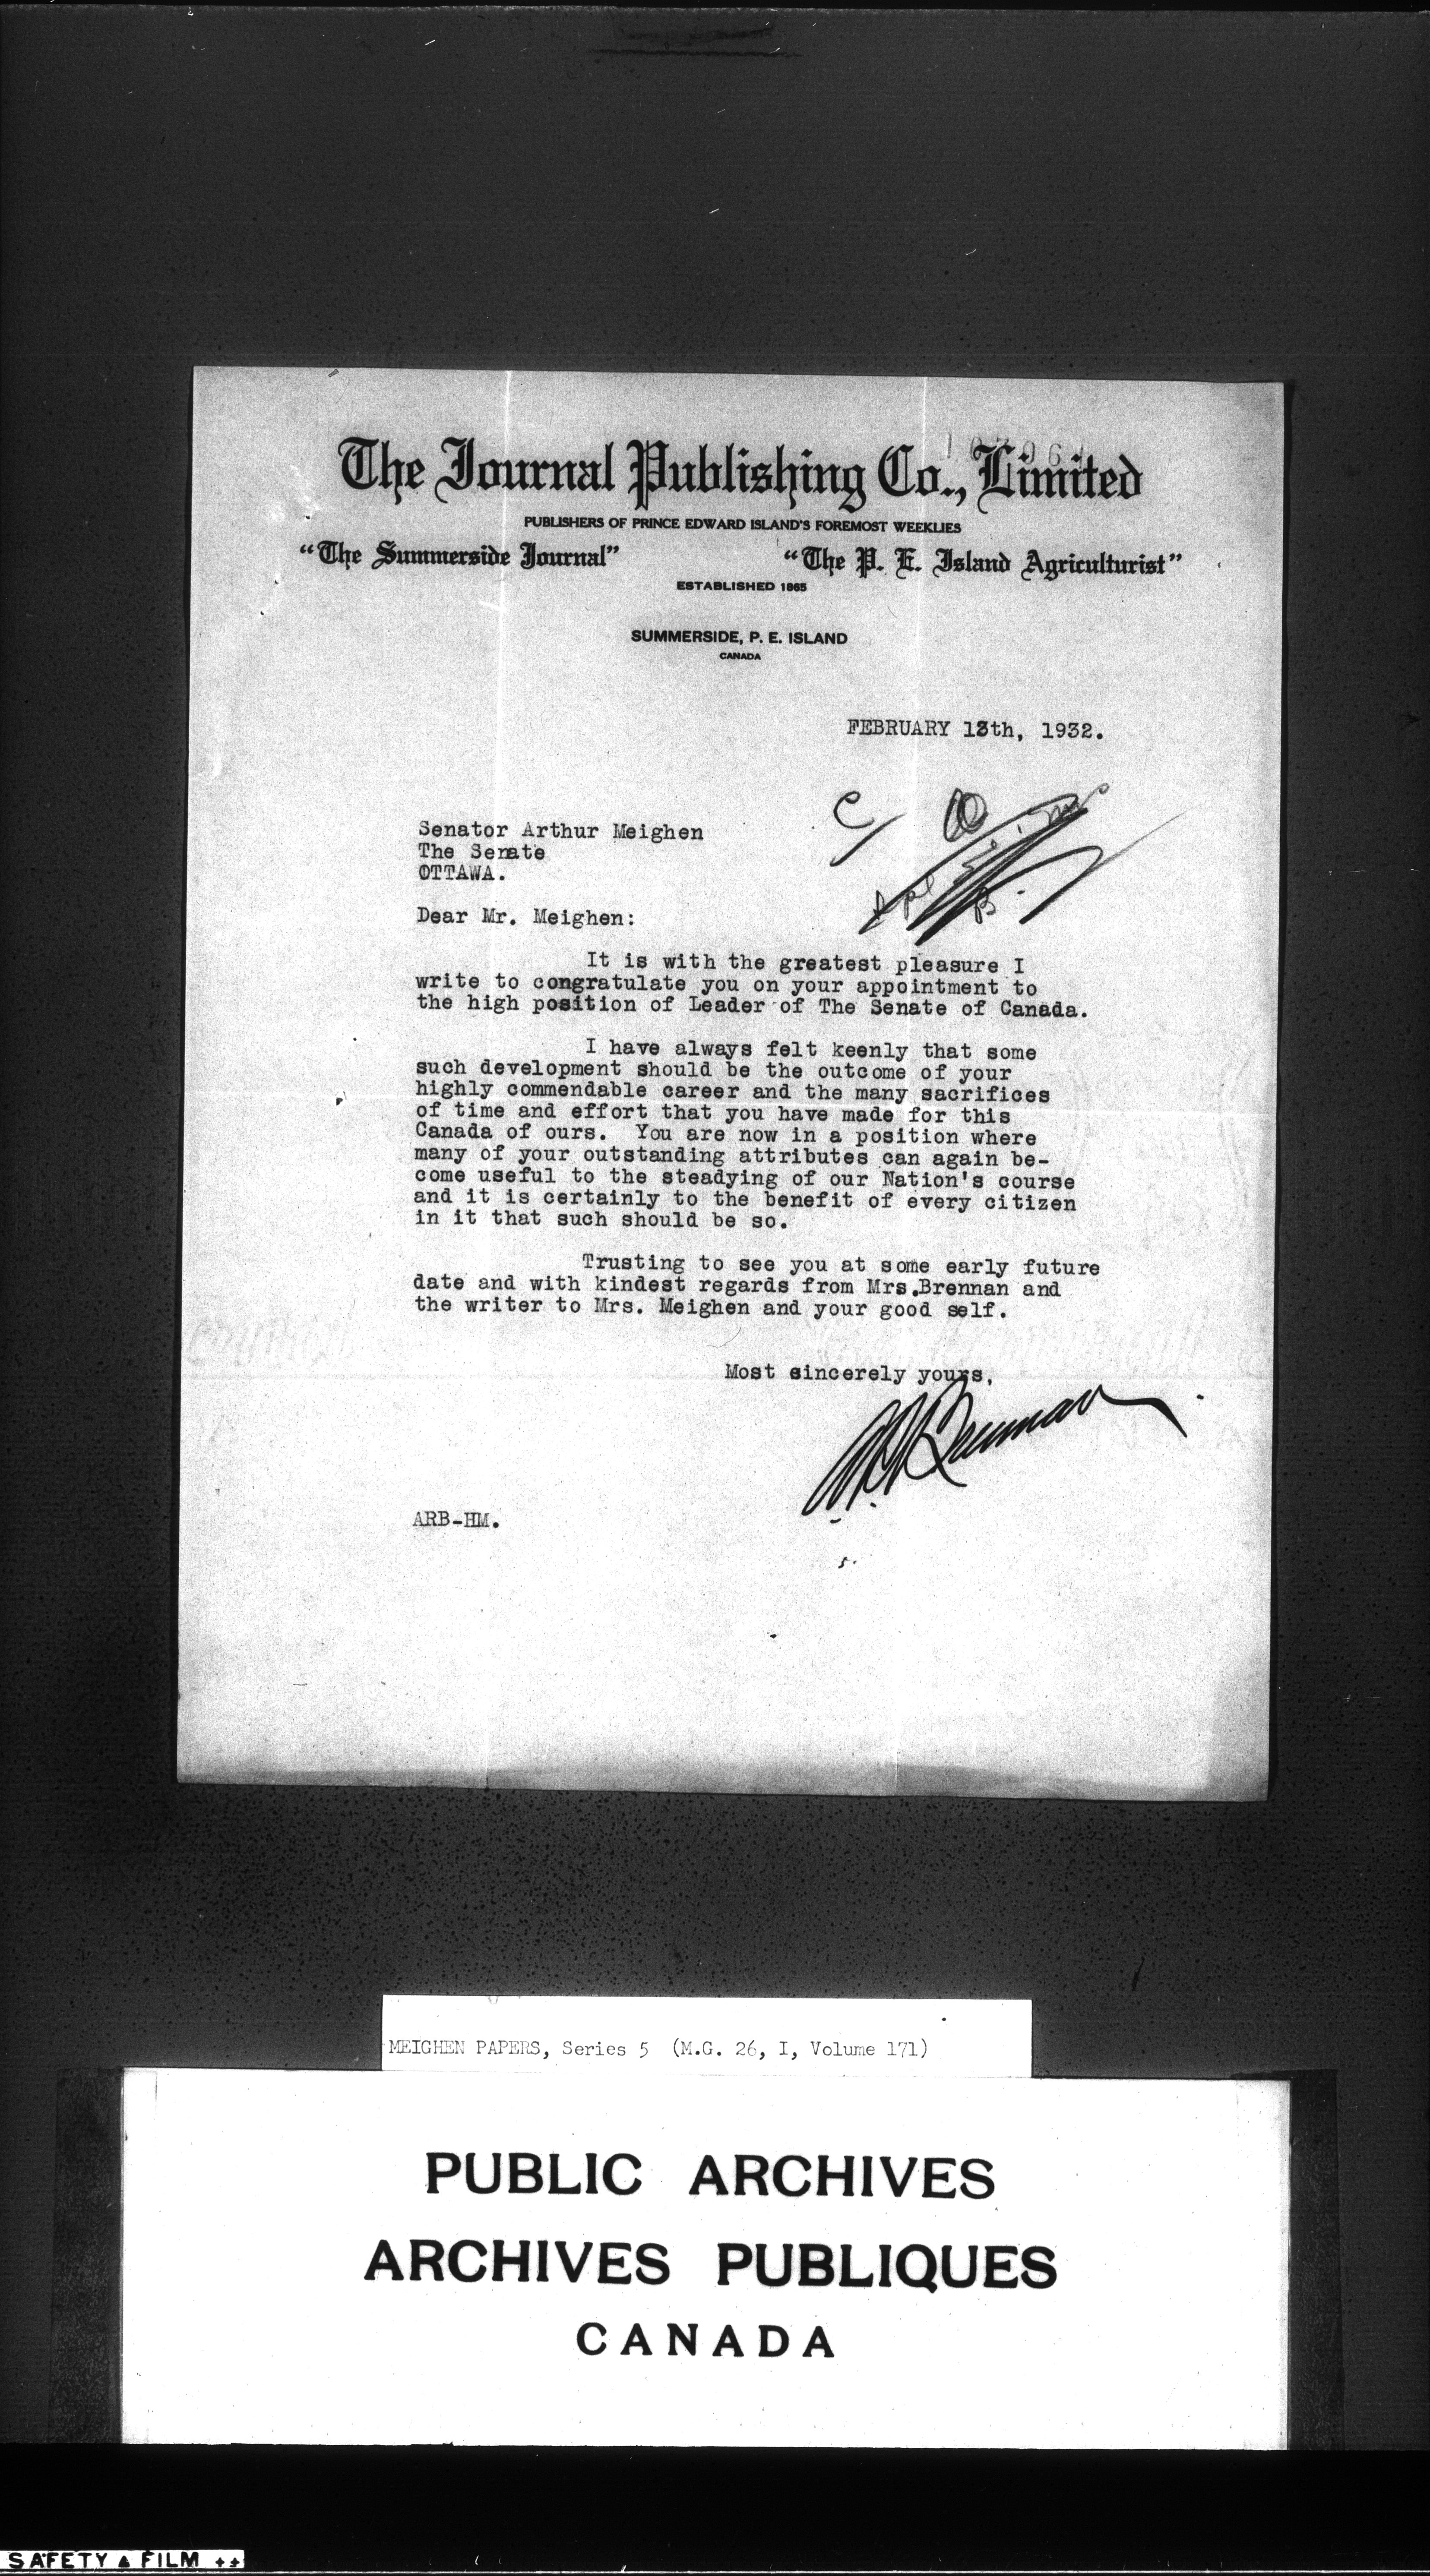 The Journal Publishing Co., Limited
PUBLISHERS OF PRINCE EDWARD ISLAND'S FOREMOST WEEKLIES
"The Summerside Journal" "The P. E. Island Agriculturist"
ESTABLISHED 1865
SUMMERSIDE, P. E. ISLAND
CANADA
FEBRUARY 13th, 1932.
Senator Arthur Meighen
The Senate
OTTAWA.
Dear Mr. Meighen:
It is with the greatest pleasure I
write to congratulate you on your appointment to
the high position of Leader of The Senate of Canada.
I have always felt keenly that some
such development should be the outcome of your
highly commendable career and the many sacrifices
of time and effort that you have made for this
Canada of ours. You are now in a position where
many of your outstanding attributes can again be-
come useful to the steadying of our Nation's course
and it is certainly to the benefit of every citizen
in it that such should be so.
Trusting to see you at some early future
date and with kindest regards from Mrs.Brennan and
the writer to Mrs. Meighen and your good self.
Most sincerely yours,
A.R. Brennan
ARB-HM.
MEIGHEN PAPERS, Series 5 (M.G. 26, I, Volume 171)
PUBLIC ARCHIVES
ARCHIVES PUBLIQUES
CANADA
SAFETY FILM